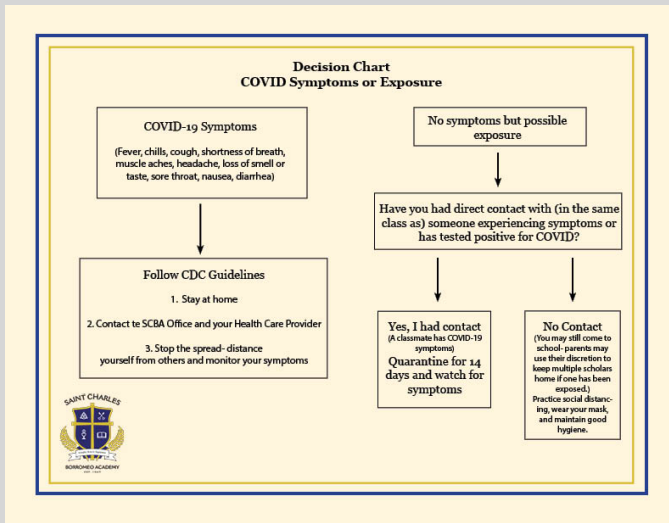 Decision Chart
COVID Symptoms or Exposure
COVID-19 Symptoms
(Fever, chills, cough, shortness of breath,
muscle aches, headache, loss of smell or
taste, sore throat, nausea, diarrhea)
Follow CDC Guidelines
1. Stay at home
2. Contact te SCBA Office and your Health Care Provider
3. Stop the spread- distance
yourself from others and monitor your symptoms
No symptoms but possible
exposure
Have you had direct contact with (in the same
class as) someone experiencing symptoms or
has tested positive for COVID?
Yes, I had contact
(A classmate has COVID-19
symptoms)
Quarantine for 14
days and watch for
symptoms
No Contact
(You may still come to
school- parents may
use their discretion to
keep multiple scholars
home if one has been
exposed.)
Practice social distanc-
ing, wear your mask,
and maintain good
hygiene.
SAINT CHARLES
BORROMEO ACADEMY